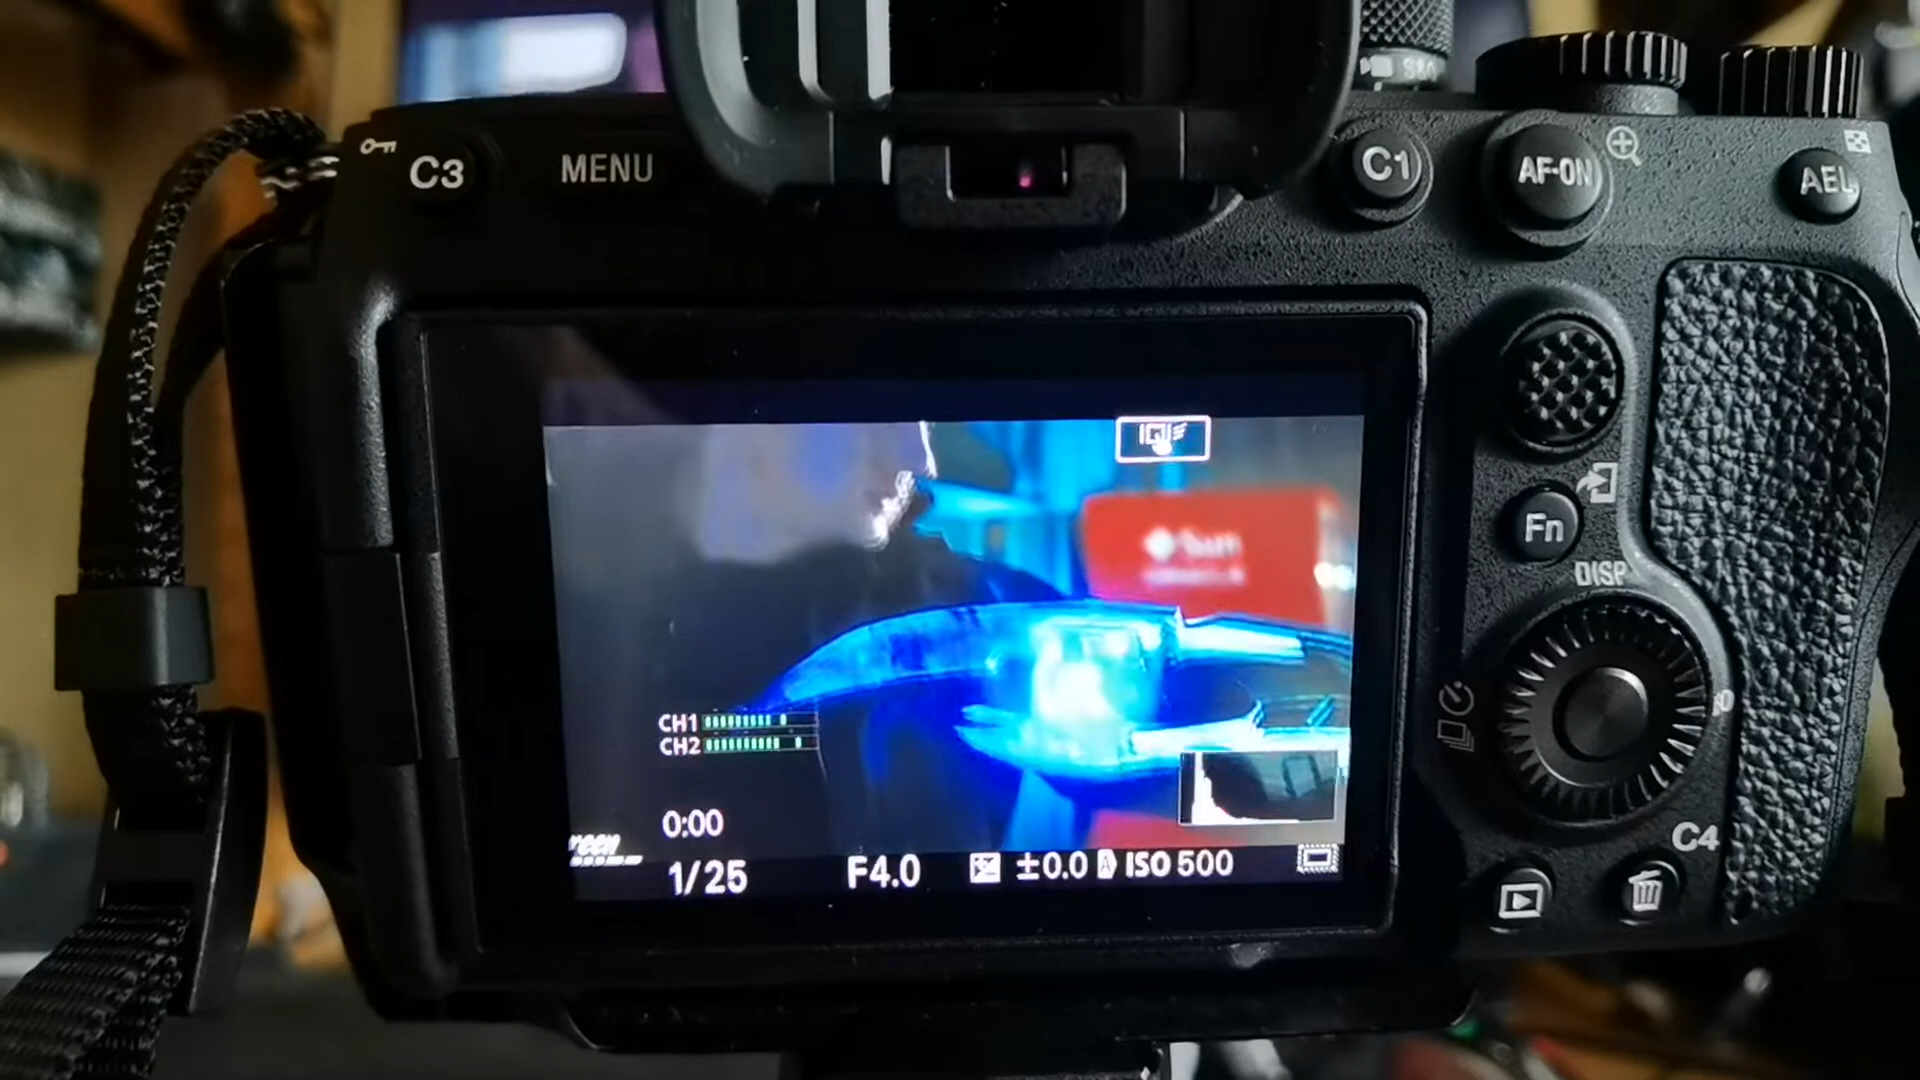 S&Q
C3
MENU
C1
AF-ON
AEL
Fn
DISP
Sun
CH1
CH2
0:00
1/25
F4.0
±0.0
ISO 500
C4